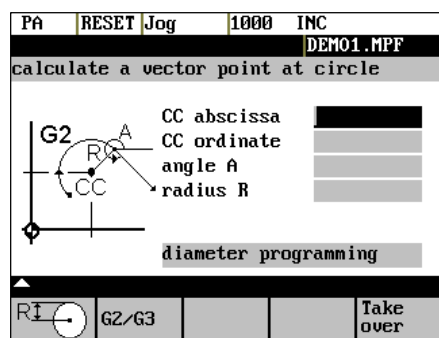 PA RESET Jog 1000 INC
DEMO1.MPF
calculate a vector point at circle
CC abscissa
CC ordinate
angle A
radius R
G2
A
R
CC
diameter programming
R
G2/G3
Take
over